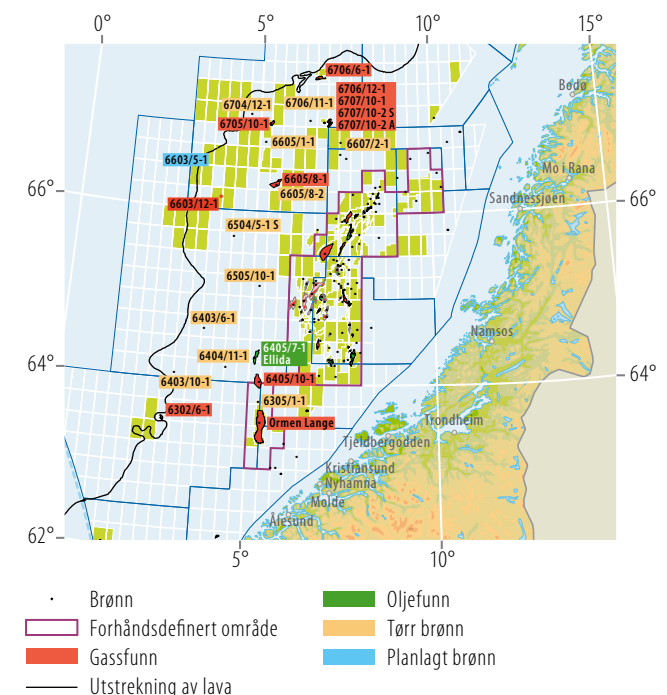 0° 5° 10° 15°
6706/6-1
6706/12-1
6707/10-1
6707/10-2 S
6707/10-2 A
6704/12-1
6706/11-1
6705/10-1
6605/1-1
6607/2-1
6603/5-1
6605/8-1
6605/8-2
6603/12-1
6504/5-1 S
6505/10-1
6403/6-1
6405/7-1
Ellida
6404/11-1
6403/10-1
6405/10-1
6305/1-1
6302/6-1
Ormen Lange
Bodø
Mo i Rana
Sandnessjøen
Namsos
Trondheim
Tjeldbergodden
Kristiansund
Nyhamna
Molde
Ålesund
66° 66°
64° 64°
62°
5° 10°
Brønn
Forhåndsdefinert område
Gassfunn
Utstrekning av lava
Oljefunn
Tørr brønn
Planlagt brønn